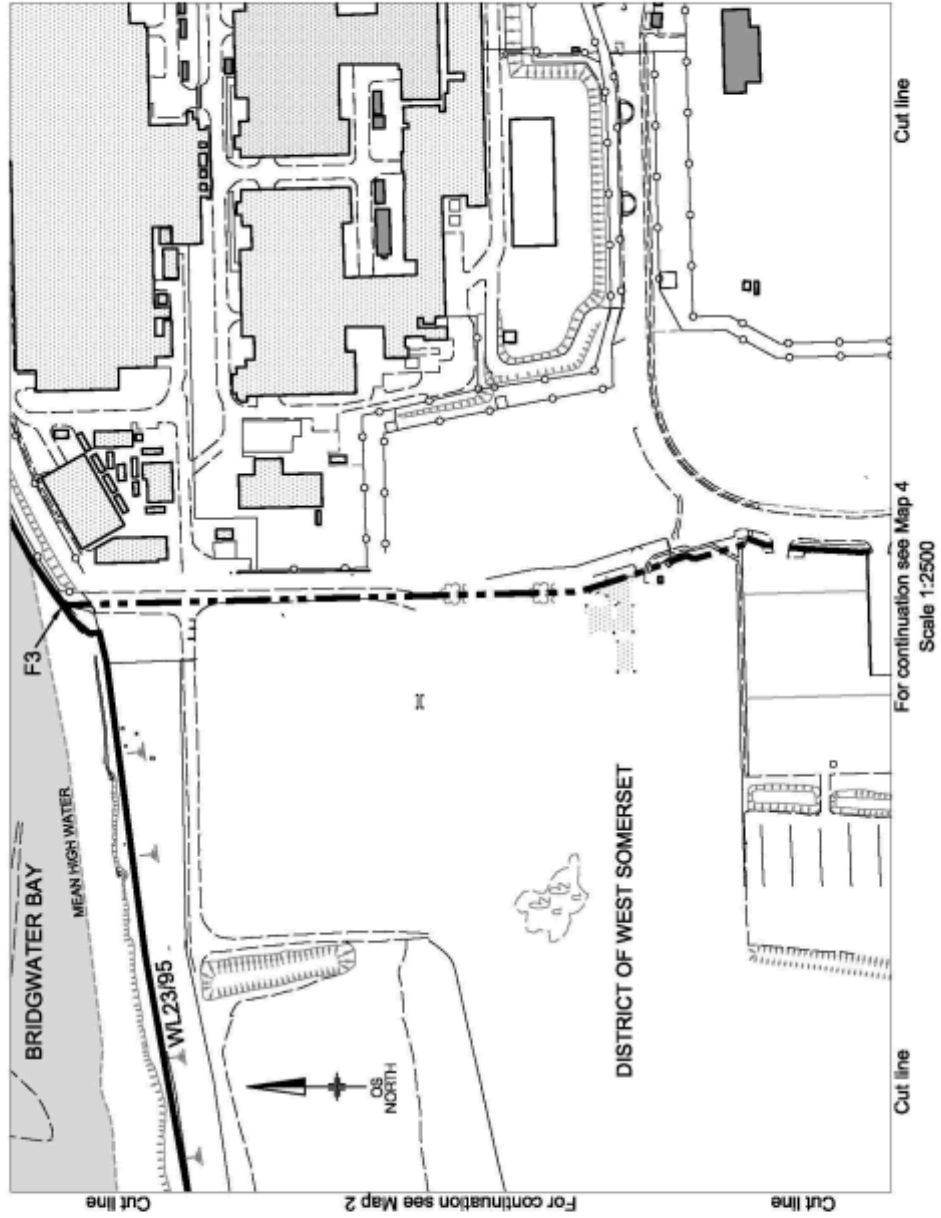 BRIDGWATER BAY
MEAN HIGH WATER
F3
WL23/95
OS
NORTH
DISTRICT OF WEST SOMERSET
Cut line
For continuation see Map 2
Cut line
Cut line
For continuation see Map 4
Cut line
Scale 1:2500